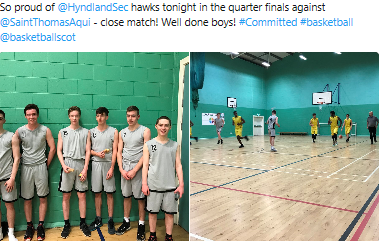 So proud of @HyndlandSec hawks tonight in the quarter finals against
@SaintThomasAqui - close match! Well done boys! #Committed #basketball
@basketballscot